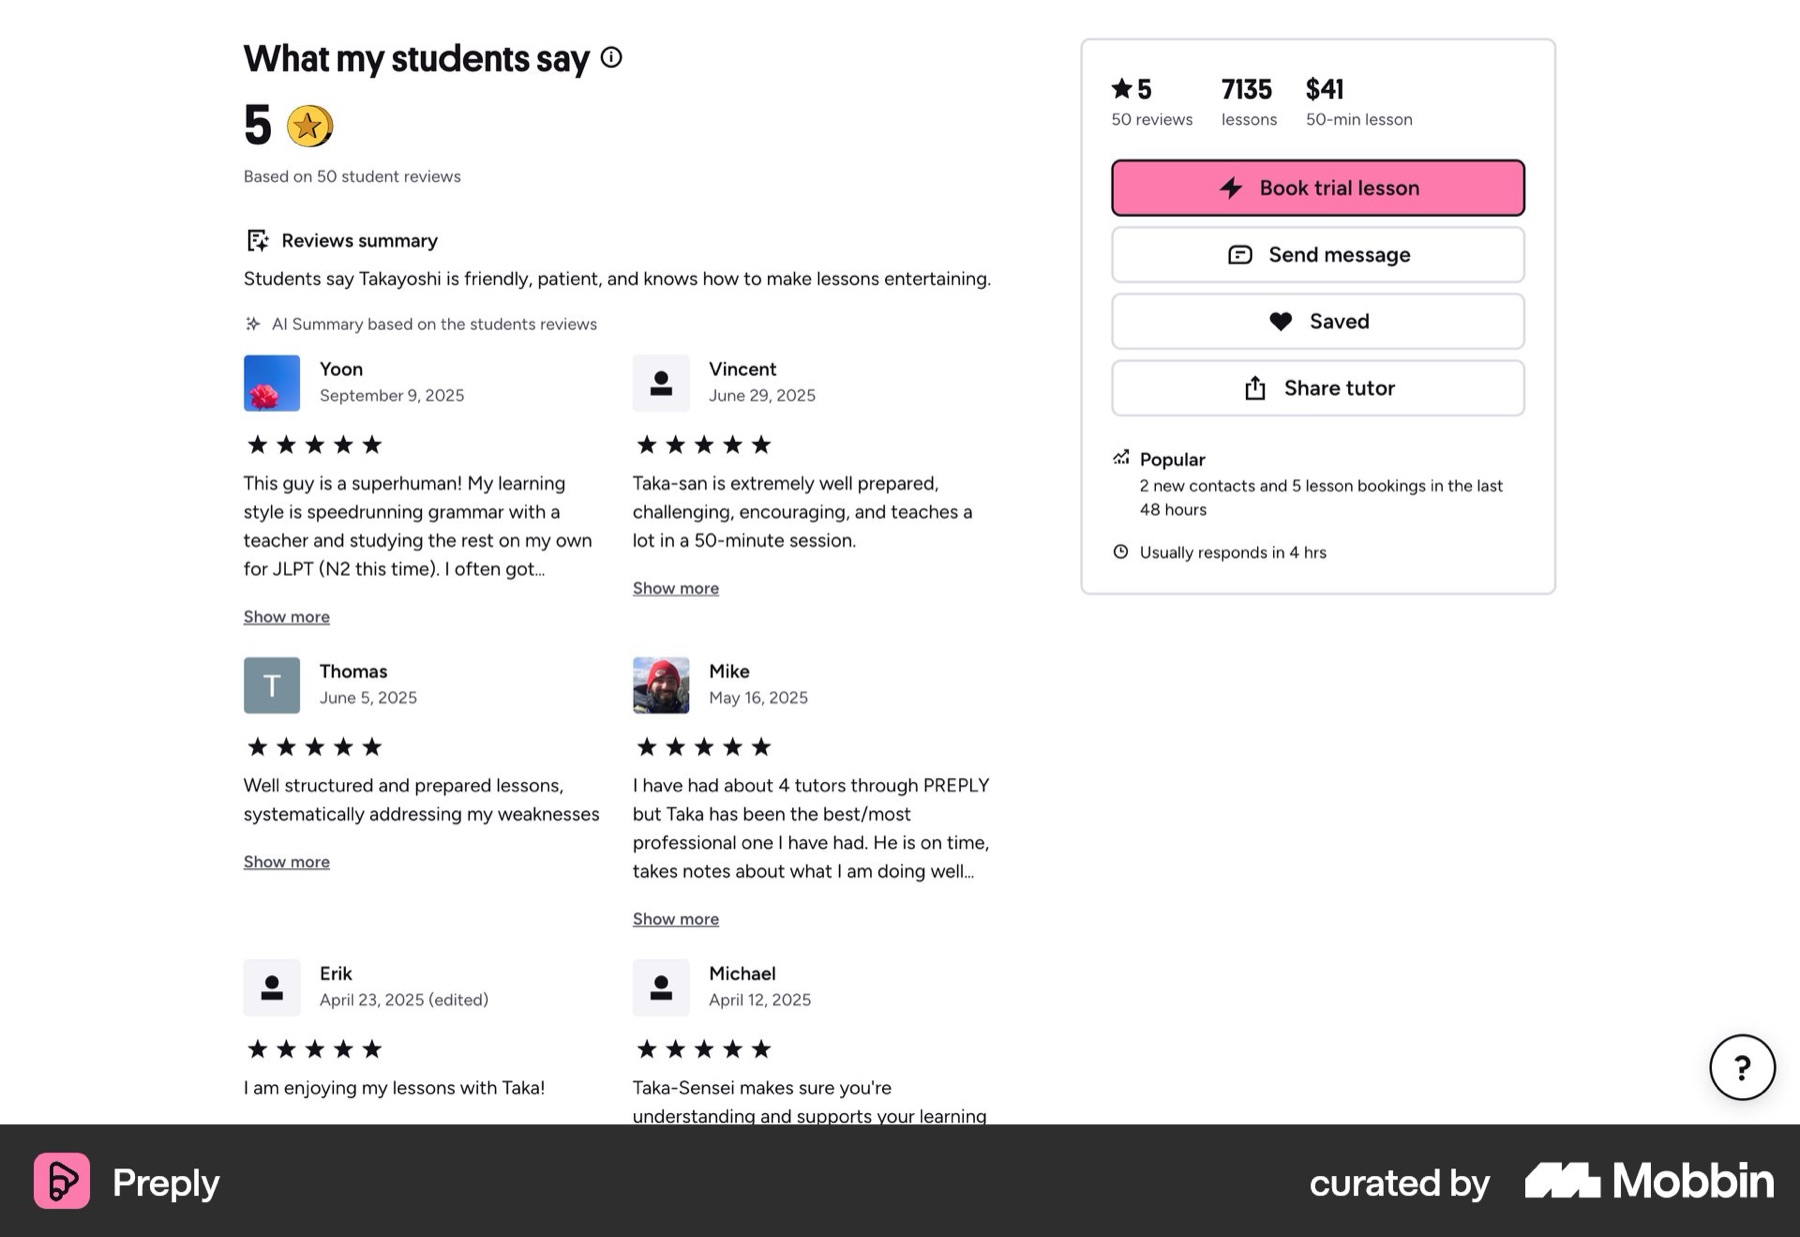 What my students say
5
Based on 50 student reviews
Reviews summary
Students say Takayoshi is friendly, patient, and knows how to make lessons entertaining.
AI Summary based on the students reviews
Yoon
September 9, 2025
This guy is a superhuman! My learning
style is speedrunning grammar with a
teacher and studying the rest on my own
for JLPT (N2 this time). I often got...
Show more
Vincent
June 29, 2025
Taka-san is extremely well prepared,
challenging, encouraging, and teaches a
lot in a 50-minute session.
Show more
Thomas
June 5, 2025
T
Well structured and prepared lessons,
systematically addressing my weaknesses
Show more
Mike
May 16, 2025
I have had about 4 tutors through PREPLY
but Taka has been the best/most
professional one I have had. He is on time,
takes notes about what I am doing well...
Show more
Erik
April 23, 2025 (edited)
I am enjoying my lessons with Taka!
Michael
April 12, 2025
Taka-Sensei makes sure you're
understanding and supports your learning
5
50 reviews
7135
lessons
$41
50-min lesson
Book trial lesson
Send message
Saved
Share tutor
Popular
2 new contacts and 5 lesson bookings in the last
48 hours
Usually responds in 4 hrs
?
Preply
curated by
Mobbin